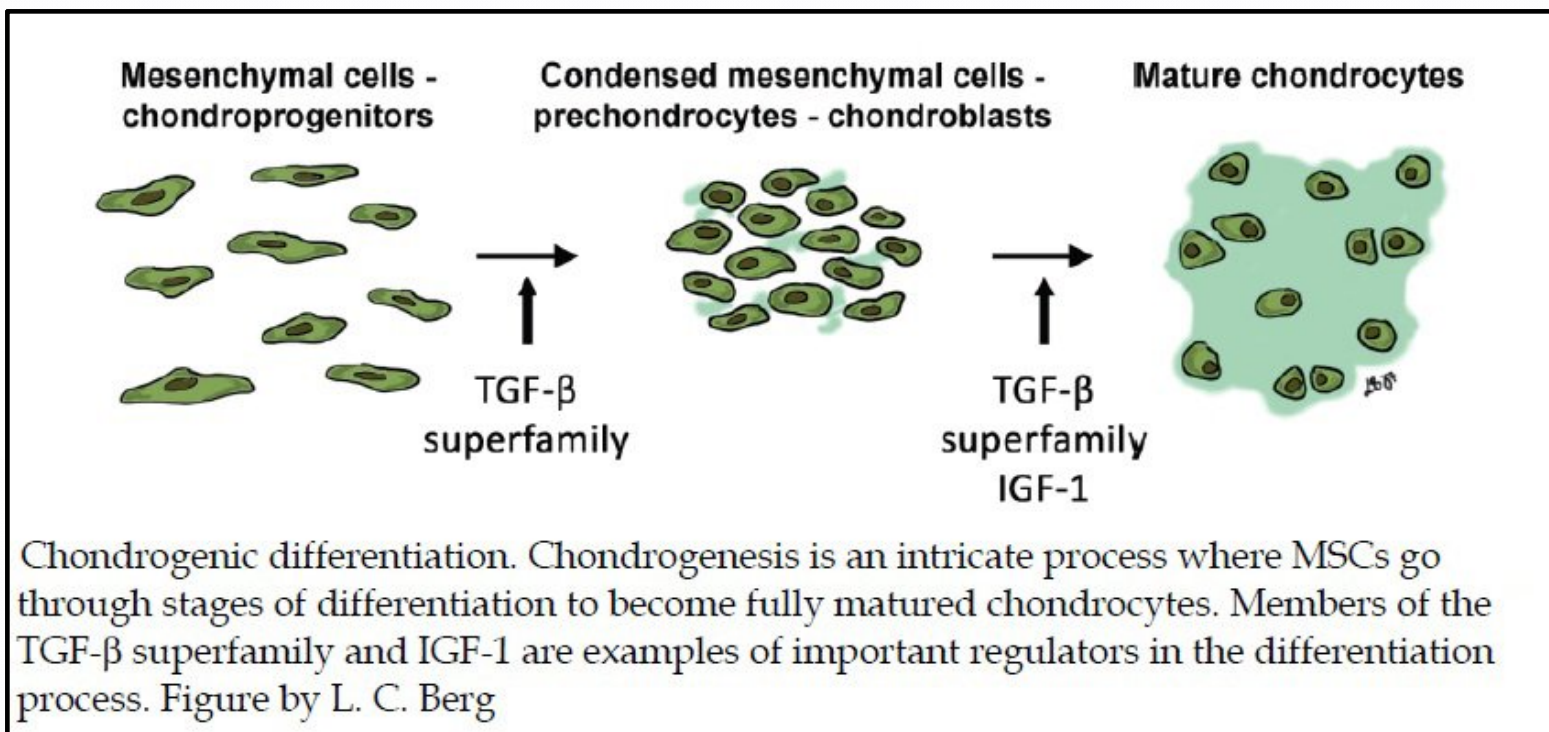 Mesenchymal cells -
chondroprogenitors
Condensed mesenchymal cells -
prechondrocytes - chondroblasts
Mature chondrocytes
TGF-β
superfamily
TGF-β
superfamily
IGF-1
Chondrogenic differentiation. Chondrogenesis is an intricate process where MSCs go
through stages of differentiation to become fully matured chondrocytes. Members of the
TGF-β superfamily and IGF-1 are examples of important regulators in the differentiation
process. Figure by L. C. Berg